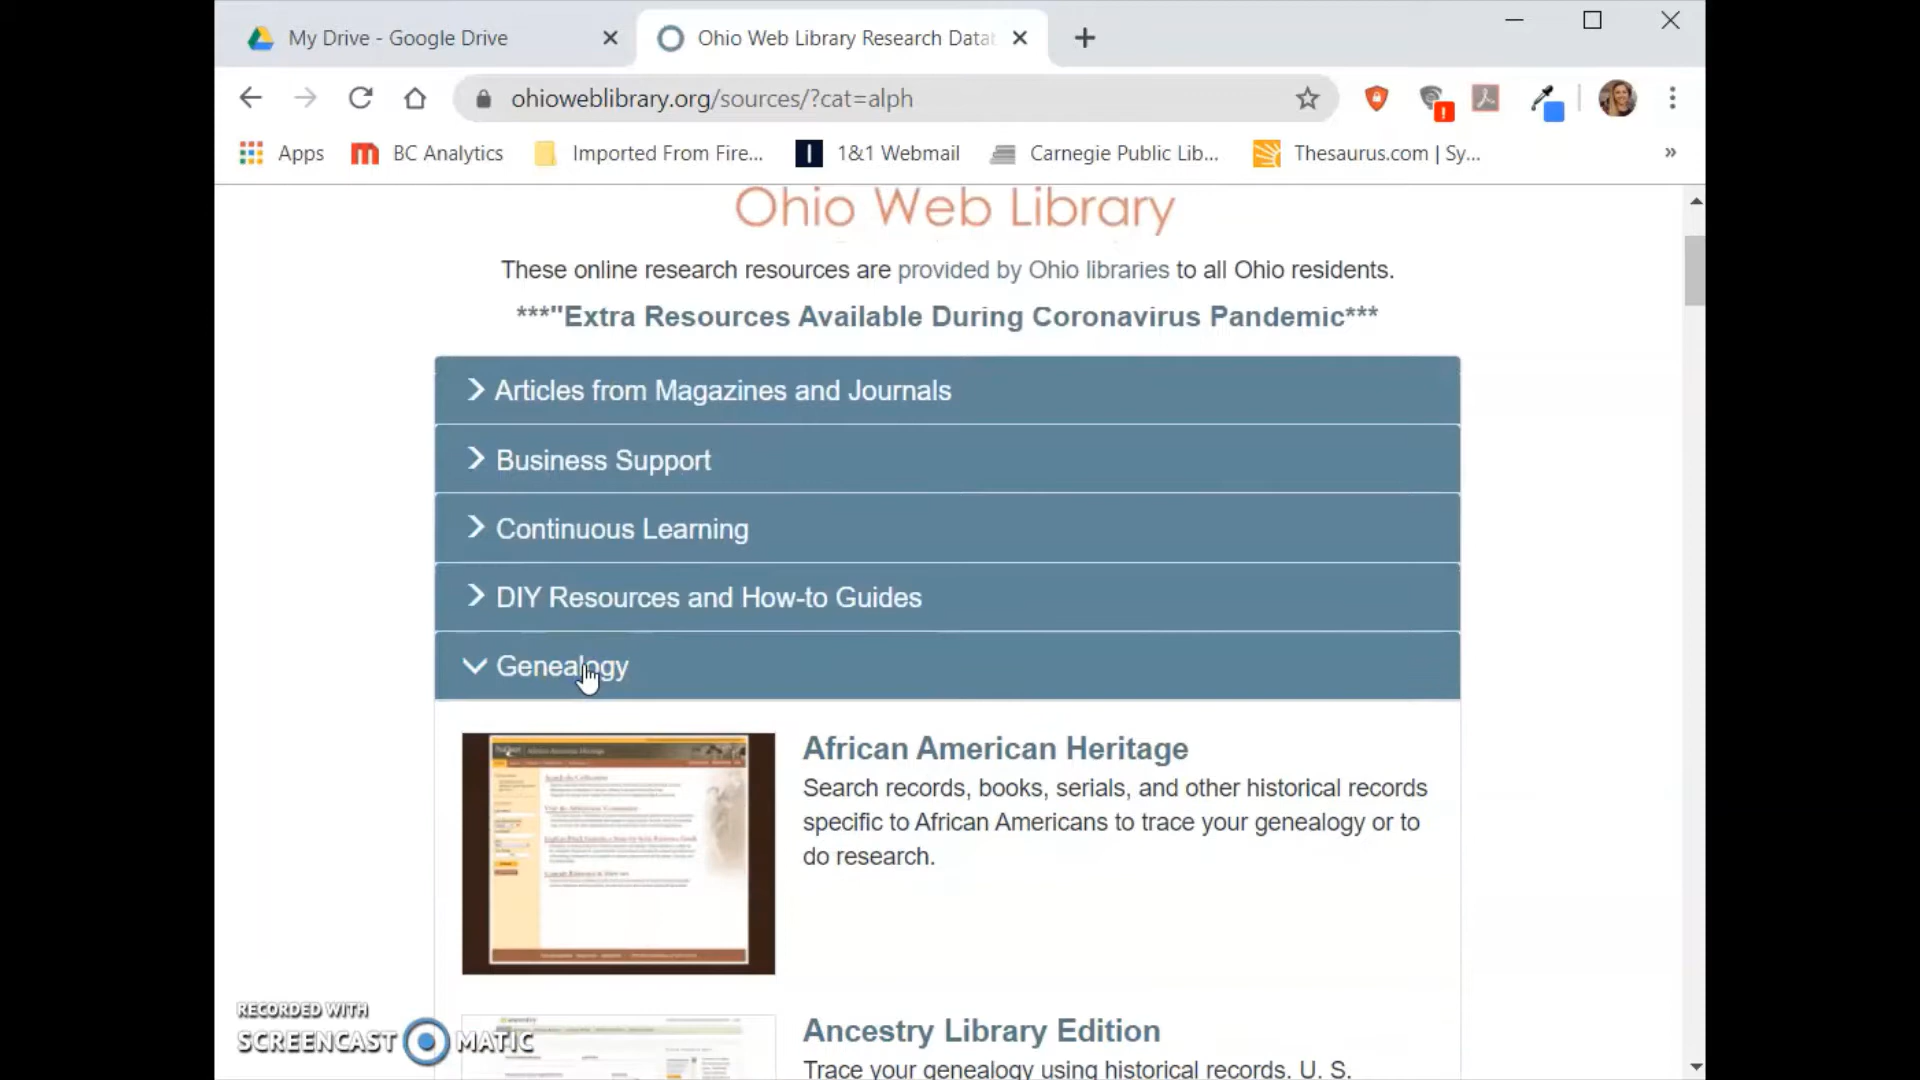 My Drive - Google Drive
Ohio Web Library Research Datab
ohioweblibrary.org/sources/?cat=alph
Apps
BC Analytics
Imported From Fire...
1&1 Webmail
Carnegie Public Lib...
Thesaurus.com | Sy...
»
Ohio Web Library
These online research resources are provided by Ohio libraries to all Ohio residents.
***"Extra Resources Available During Coronavirus Pandemic***
Articles from Magazines and Journals
Business Support
Continuous Learning
DIY Resources and How-to Guides
Genealogy
African American Heritage
Search records, books, serials, and other historical records
specific to African Americans to trace your genealogy or to
do research.
Ancestry Library Edition
Trace your genealogy using historical records. U. S.
RECORDED WITH
SCREENCAST MATIC